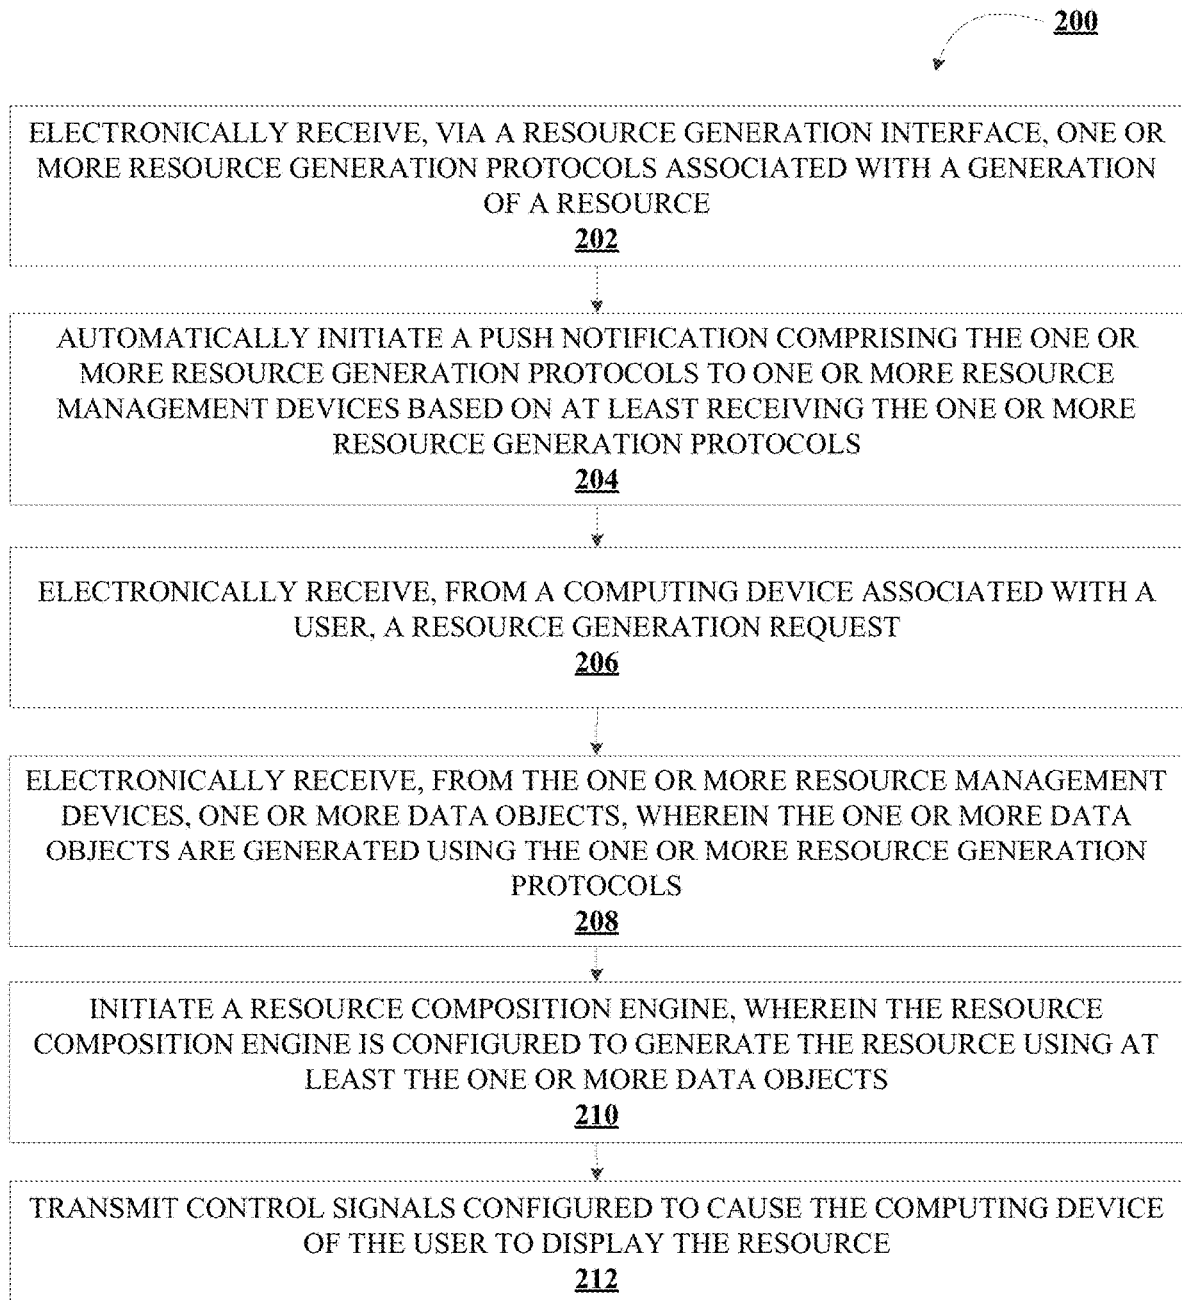 200
ELECTRONICALLY RECEIVE, VIA A RESOURCE GENERATION INTERFACE, ONE OR
MORE RESOURCE GENERATION PROTOCOLS ASSOCIATED WITH A GENERATION
OF A RESOURCE
202
AUTOMATICALLY INITIATE A PUSH NOTIFICATION COMPRISING THE ONE OR
MORE RESOURCE GENERATION PROTOCOLS TO ONE OR MORE RESOURCE
MANAGEMENT DEVICES BASED ON AT LEAST RECEIVING THE ONE OR MORE
RESOURCE GENERATION PROTOCOLS
204
ELECTRONICALLY RECEIVE, FROM A COMPUTING DEVICE ASSOCIATED WITH A
USER, A RESOURCE GENERATION REQUEST
206
ELECTRONICALLY RECEIVE, FROM THE ONE OR MORE RESOURCE MANAGEMENT
DEVICES, ONE OR MORE DATA OBJECTS, WHEREIN THE ONE OR MORE DATA
OBJECTS ARE GENERATED USING THE ONE OR MORE RESOURCE GENERATION
PROTOCOLS
208
INITIATE A RESOURCE COMPOSITION ENGINE, WHEREIN THE RESOURCE
COMPOSITION ENGINE IS CONFIGURED TO GENERATE THE RESOURCE USING AT
LEAST THE ONE OR MORE DATA OBJECTS
210
TRANSMIT CONTROL SIGNALS CONFIGURED TO CAUSE THE COMPUTING DEVICE
OF THE USER TO DISPLAY THE RESOURCE
212